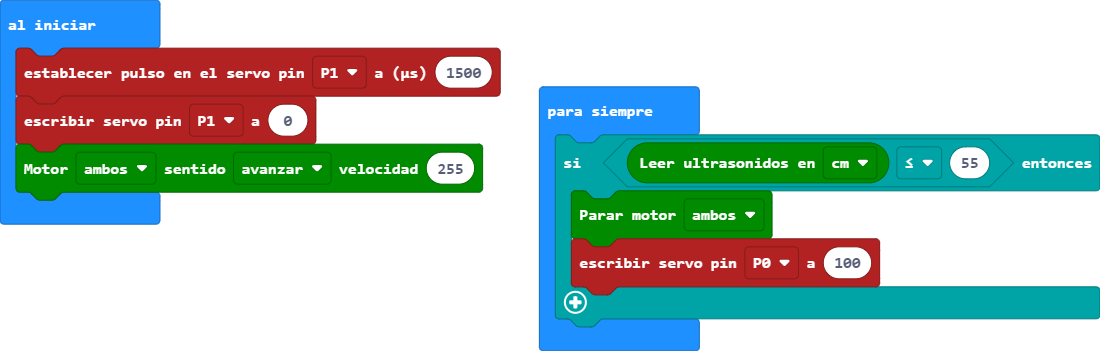 al iniciar
establecer pulso en el servo pin P1 a (µs) 1500
escribir servo pin P1 a 0
Motor ambos sentido avanzar velocidad 255
para siempre
si Leer ultrasonidos en cm ≤ 55 entonces
Parar motor ambos
escribir servo pin P0 a 100